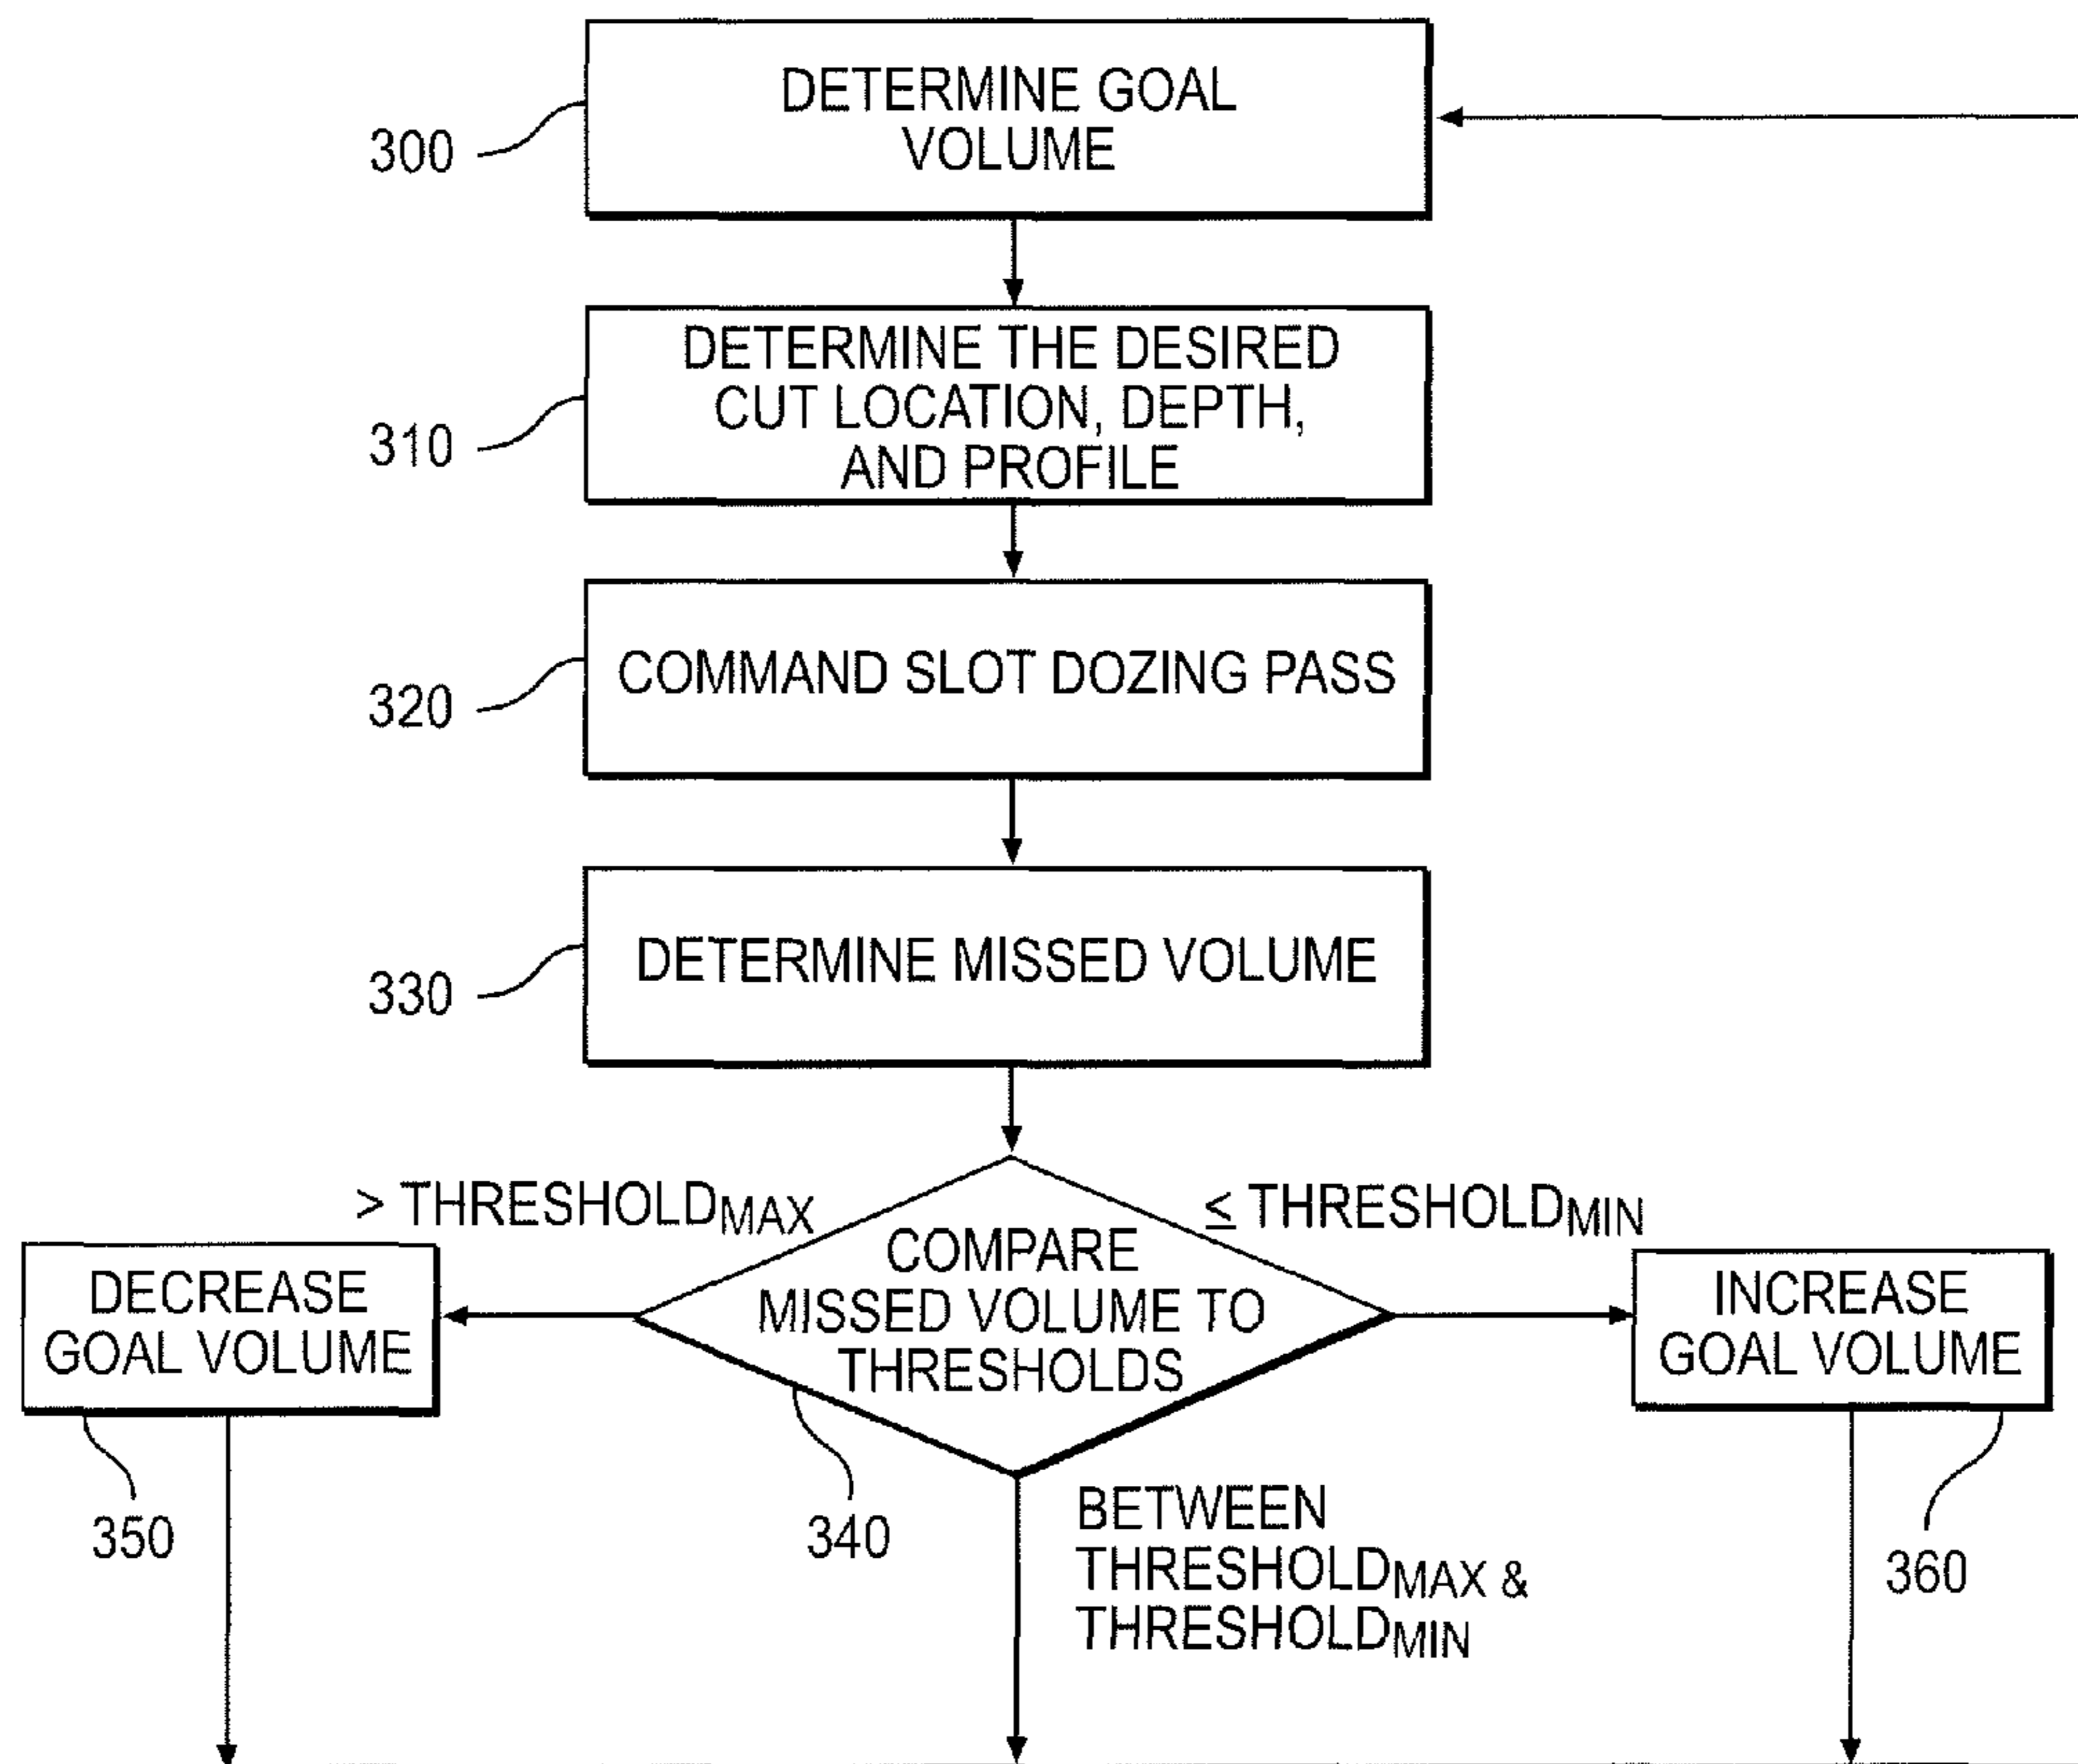 DETERMINE GOAL
VOLUME
300
DETERMINE THE DESIRED
CUT LOCATION, DEPTH,
AND PROFILE
310
COMMAND SLOT DOZING PASS
320
DETERMINE MISSED VOLUME
330
> THRESHOLDMAX
≤ THRESHOLDMIN
COMPARE
MISSED VOLUME TO
THRESHOLDS
DECREASE
GOAL VOLUME
INCREASE
GOAL VOLUME
350
340
BETWEEN
THRESHOLDMAX &
THRESHOLDMIN
360